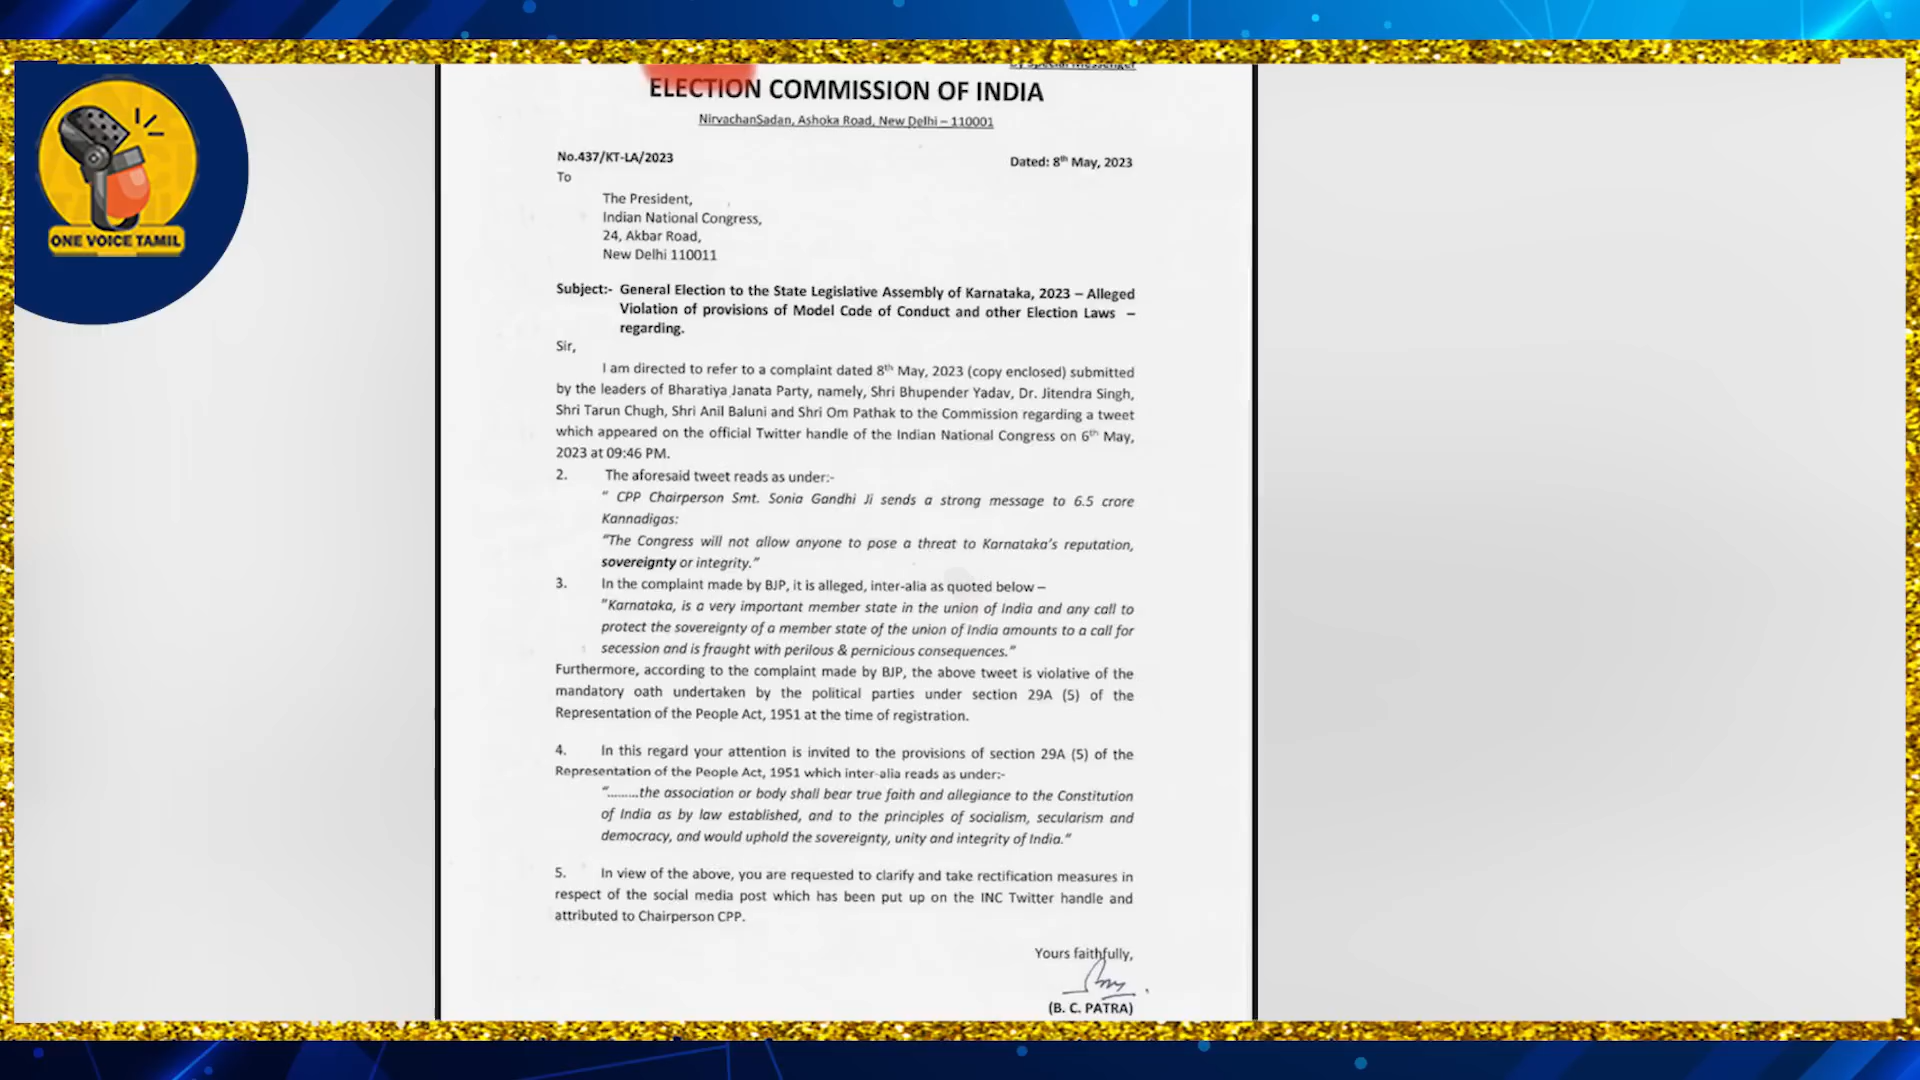 By Special Messenger
ELECTION COMMISSION OF INDIA
NirvachanSadan, Ashoka Road, New Delhi – 110001
No.437/KT-LA/2023
Dated: 8th May, 2023
To
The President,
Indian National Congress,
24, Akbar Road,
New Delhi 110011
Subject:- General Election to the State Legislative Assembly of Karnataka, 2023 – Alleged
Violation of provisions of Model Code of Conduct and other Election Laws –
regarding.
Sir,
I am directed to refer to a complaint dated 8th May, 2023 (copy enclosed) submitted
by the leaders of Bharatiya Janata Party, namely, Shri Bhupender Yadav, Dr. Jitendra Singh,
Shri Tarun Chugh, Shri Anil Baluni and Shri Om Pathak to the Commission regarding a tweet
which appeared on the official Twitter handle of the Indian National Congress on 6th May,
2023 at 09:46 PM.
2. The aforesaid tweet reads as under:-
“ CPP Chairperson Smt. Sonia Gandhi Ji sends a strong message to 6.5 crore
Kannadigas:
“The Congress will not allow anyone to pose a threat to Karnataka’s reputation,
sovereignty or integrity.”
3. In the complaint made by BJP, it is alleged, inter-alia as quoted below –
“Karnataka, is a very important member state in the union of India and any call to
protect the sovereignty of a member state of the union of India amounts to a call for
secession and is fraught with perilous & pernicious consequences.”
Furthermore, according to the complaint made by BJP, the above tweet is violative of the
mandatory oath undertaken by the political parties under section 29A (5) of the
Representation of the People Act, 1951 at the time of registration.
4. In this regard your attention is invited to the provisions of section 29A (5) of the
Representation of the People Act, 1951 which inter-alia reads as under:-
“.........the association or body shall bear true faith and allegiance to the Constitution
of India as by law established, and to the principles of socialism, secularism and
democracy, and would uphold the sovereignty, unity and integrity of India.”
5. In view of the above, you are requested to clarify and take rectification measures in
respect of the social media post which has been put up on the INC Twitter handle and
attributed to Chairperson CPP.
Yours faithfully,
(B. C. PATRA)
ONE VOICE TAMIL